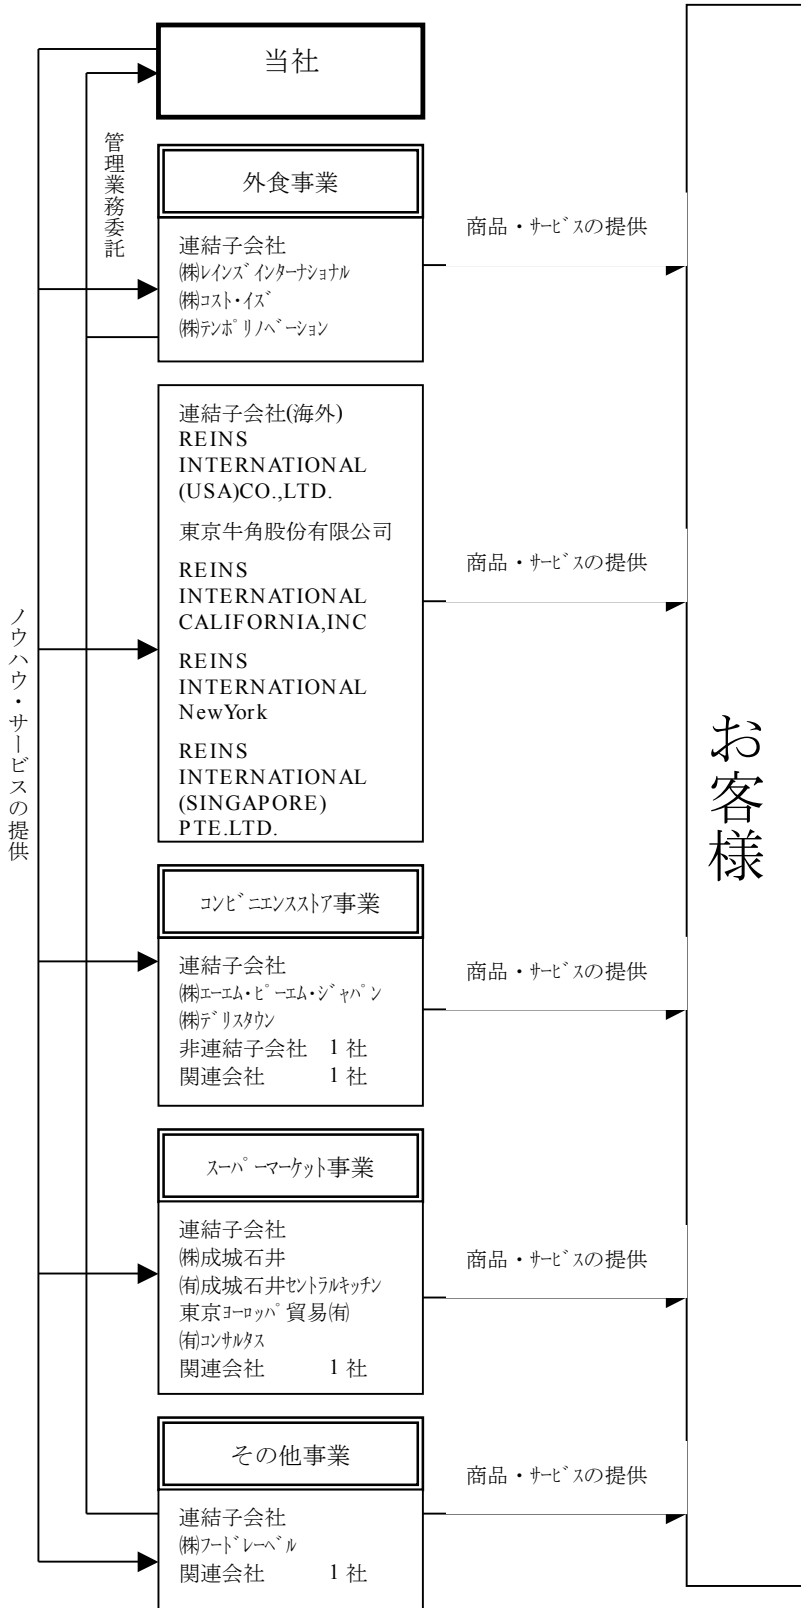 当社
管理業務委託
外食事業
連結子会社
㈱ﾚｲﾝｽﾞｲﾝﾀｰﾅｼｮﾅﾙ
㈱ｺｽﾄ・ｲｽﾞ
㈱ﾃﾝﾎﾟﾘﾉﾍﾞｰｼｮﾝ
商品・ｻｰﾋﾞｽの提供
連結子会社(海外)
REINS
INTERNATIONAL
(USA)CO.,LTD.
東京牛角股份有限公司
REINS
INTERNATIONAL
CALIFORNIA,INC
REINS
INTERNATIONAL
NewYork
REINS
INTERNATIONAL
(SINGAPORE)
PTE.LTD.
商品・ｻｰﾋﾞｽの提供
ノウハウ・サービスの提供
お客様
ｺﾝﾋﾞﾆｴﾝｽｽﾄｱ事業
連結子会社
㈱ｴｰｴﾑ・ﾋﾟｰｴﾑ・ｼﾞｬﾊﾟﾝ
㈱ﾃﾞﾘｽﾀｳﾝ
非連結子会社 1 社
関連会社 1 社
商品・ｻｰﾋﾞｽの提供
ｽｰﾊﾟｰﾏｰｹｯﾄ事業
連結子会社
㈱成城石井
㈲成城石井ｾﾝﾄﾗﾙｷｯﾁﾝ
東京ﾖｰﾛｯﾊﾟ貿易㈲
㈲ｺﾝｻﾙﾀｽ
関連会社 1 社
商品・ｻｰﾋﾞｽの提供
その他事業
連結子会社
㈱ﾌｰﾄﾞﾚｰﾍﾞﾙ
関連会社 1 社
商品・ｻｰﾋﾞｽの提供